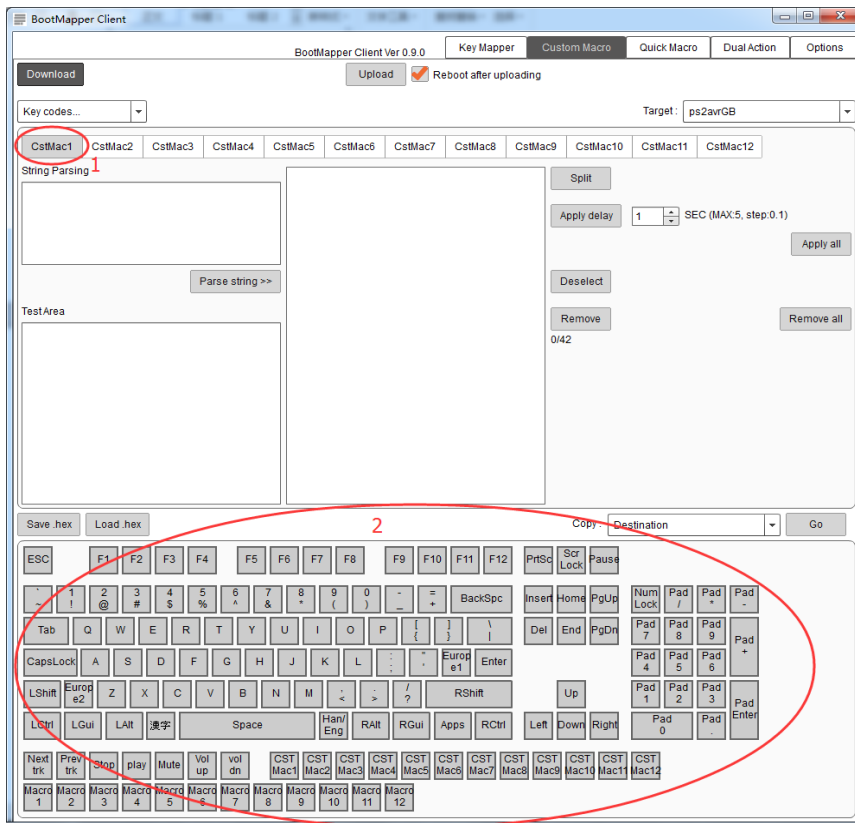 BootMapper Client
BootMapper Client Ver 0.9.0
Key Mapper
Custom Macro
Quick Macro
Dual Action
Options
Download
Upload
Reboot after uploading
Key codes...
Target :
ps2avrGB
CstMac1 CstMac2 CstMac3 CstMac4 CstMac5 CstMac6 CstMac7 CstMac8 CstMac9 CstMac10 CstMac11 CstMac12
1
String Parsing
Split
Apply delay
1
SEC (MAX:5, step:0.1)
Apply all
Parse string >>
Deselect
Test Area
Remove
Remove all
0/42
Save .hex
Load .hex
2
Copy :
Destination
Go
ESC F1 F2 F3 F4 F5 F6 F7 F8 F9 F10 F11 F12 PrtSc Scr Lock Pause
` ~ 1 ! 2 @ 3 # 4 $ 5 % 6 ^ 7 & 8 * 9 ( 0 ) - _ = + BackSpc Insert Home PgUp Num Lock Pad / Pad * Pad -
Tab Q W E R T Y U I O P [ { ] } \ | Del End PgDn Pad 7 Pad 8 Pad 9 Pad +
CapsLock A S D F G H J K L ; : ' " Europ e1 Enter Pad 4 Pad 5 Pad 6
LShift Europ e2 Z X C V B N M , < . > / ? RShift Up Pad 1 Pad 2 Pad 3 Pad Enter
LCtrl LGui LAlt 漢字 Space Han/ Eng RAlt RGui Apps RCtrl Left Down Right Pad 0 Pad .
Next trk Prev trk Stop play Mute Vol up vol dn CST Mac1 CST Mac2 CST Mac3 CST Mac4 CST Mac5 CST Mac6 CST Mac7 CST Mac8 CST Mac9 CST Mac10 CST Mac11 CST Mac12
Macro 1 Macro 2 Macro 3 Macro 4 Macro 5 Macro 6 Macro 7 Macro 8 Macro 9 Macro 10 Macro 11 Macro 12